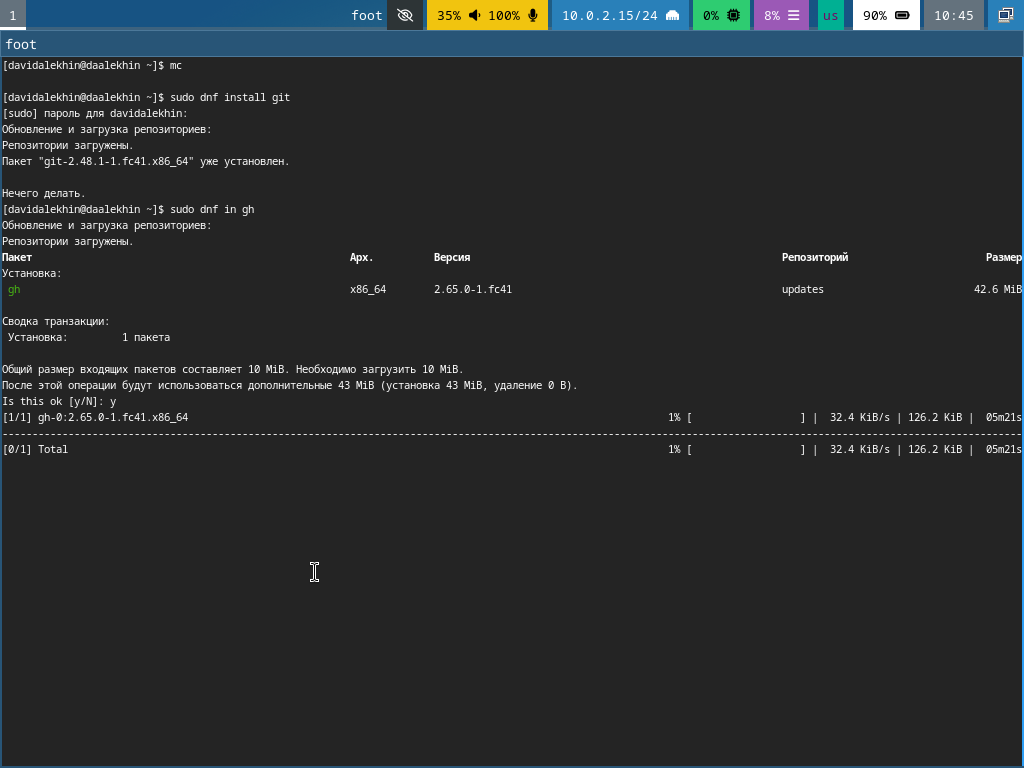 1 foot 35% 100% 10.0.2.15/24 0% 8% us 90% 10:45
foot
[davidalekhin@daalekhin ~]$ mc
[davidalekhin@daalekhin ~]$ sudo dnf install git
[sudo] пароль для davidalekhin:
Обновление и загрузка репозиториев:
Репозитории загружены.
Пакет "git-2.48.1-1.fc41.x86_64" уже установлен.
Нечего делать.
[davidalekhin@daalekhin ~]$ sudo dnf in gh
Обновление и загрузка репозиториев:
Репозитории загружены.
Пакет Арх. Версия Репозиторий Размер
Установка:
gh x86_64 2.65.0-1.fc41 updates 42.6 MiB
Сводка транзакции:
Установка: 1 пакета
Общий размер входящих пакетов составляет 10 MiB. Необходимо загрузить 10 MiB.
После этой операции будут использоваться дополнительные 43 MiB (установка 43 MiB, удаление 0 B).
Is this ok [y/N]: y
[1/1] gh-0:2.65.0-1.fc41.x86_64 1% [ ] | 32.4 KiB/s | 126.2 KiB | 05m21s
--------------------------------------------------------------------------------
[0/1] Total 1% [ ] | 32.4 KiB/s | 126.2 KiB | 05m21s